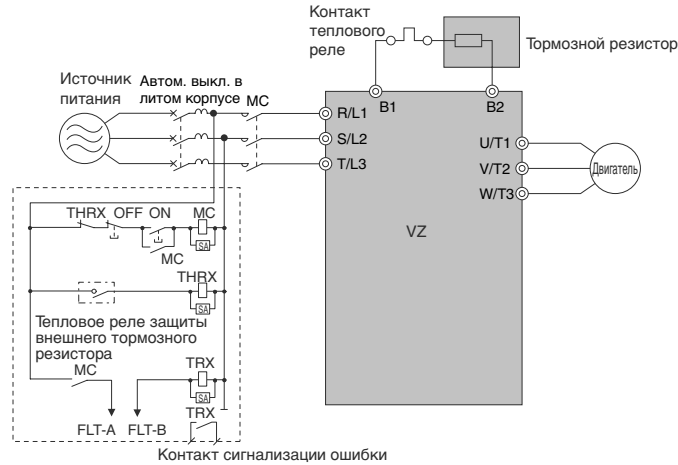 Контакт
теплового
реле
Тормозной резистор
Источник
питания
Автом. выкл. в
литом корпусе
MC
B1
B2
R/L1
S/L2
T/L3
U/T1
V/T2
W/T3
Двигатель
VZ
THRX
OFF
ON
MC
SA
MC
THRX
SA
Тепловое реле защиты
внешнего тормозного
резистора
MC
TRX
SA
TRX
FLT-A
FLT-B
Контакт сигнализации ошибки